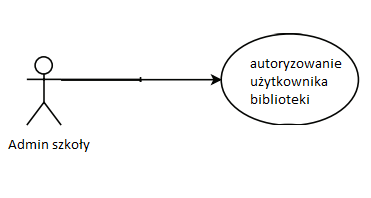 autoryzowanie
użytkownika
biblioteki
Admin szkoły